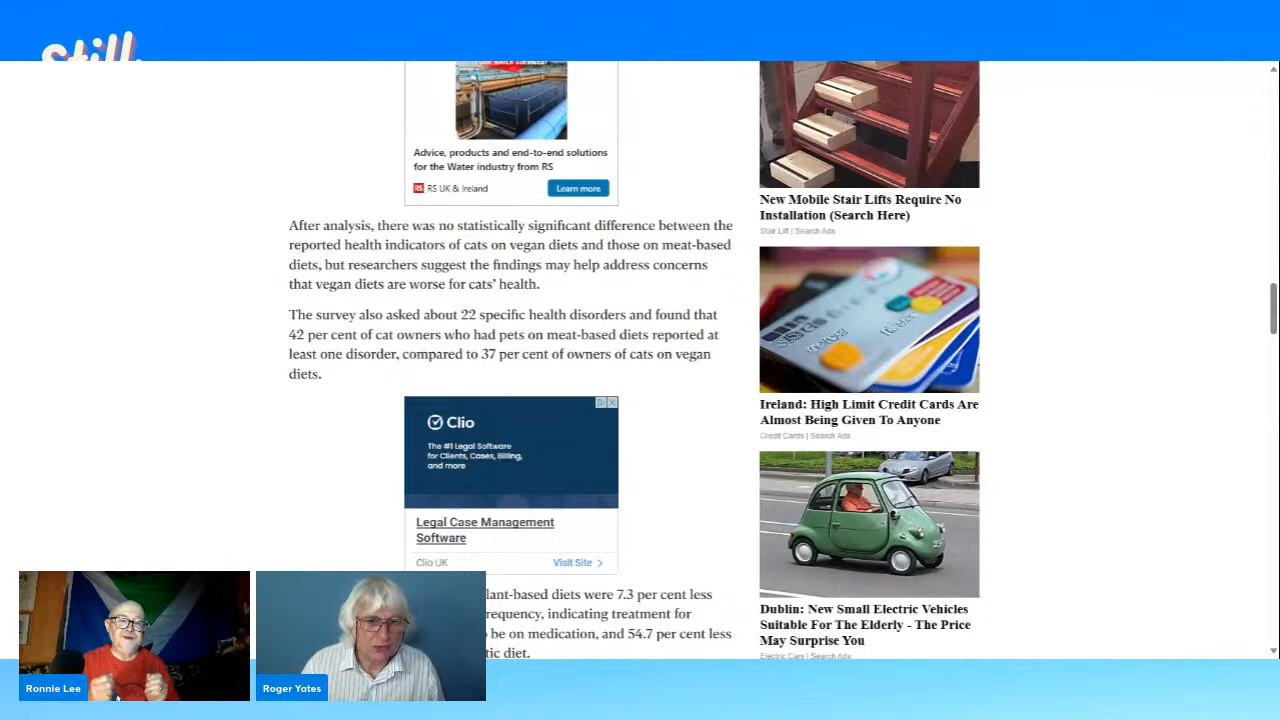 Still
Advice, products and end-to-end solutions
for the Water industry from RS
RS
RS UK & Ireland
Learn more
After analysis, there was no statistically significant difference between the
reported health indicators of cats on vegan diets and those on meat-based
diets, but researchers suggest the findings may help address concerns
that vegan diets are worse for cats’ health.
The survey also asked about 22 specific health disorders and found that
42 per cent of cat owners who had pets on meat-based diets reported at
least one disorder, compared to 37 per cent of owners of cats on vegan
diets.
Clio
The #1 Legal Software
for Clients, Cases, Billing,
and more
Legal Case Management
Software
Clio UK
Visit Site
lant-based diets were 7.3 per cent less
requency, indicating treatment for
be on medication, and 54.7 per cent less
tic diet.
New Mobile Stair Lifts Require No
Installation (Search Here)
Stair Lift | Search Ads
Ireland: High Limit Credit Cards Are
Almost Being Given To Anyone
Credit Cards | Search Ads
Dublin: New Small Electric Vehicles
Suitable For The Elderly - The Price
May Surprise You
Electric Cars | Search Ads
Ronnie Lee
Roger Yates